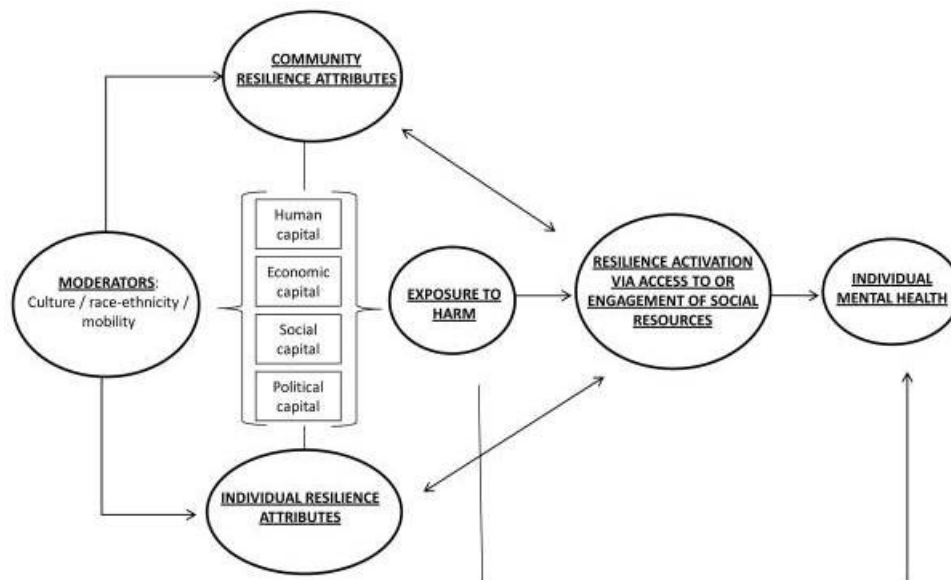 COMMUNITY
RESILIENCE ATTRIBUTES
Human
capital
Economic
capital
Social
capital
Political
capital
MODERATORS:
Culture / race-ethnicity /
mobility
EXPOSURE TO
HARM
RESILIENCE ACTIVATION
VIA ACCESS TO OR
ENGAGEMENT OF SOCIAL
RESOURCES
INDIVIDUAL
MENTAL HEALTH
INDIVIDUAL RESILIENCE
ATTRIBUTES